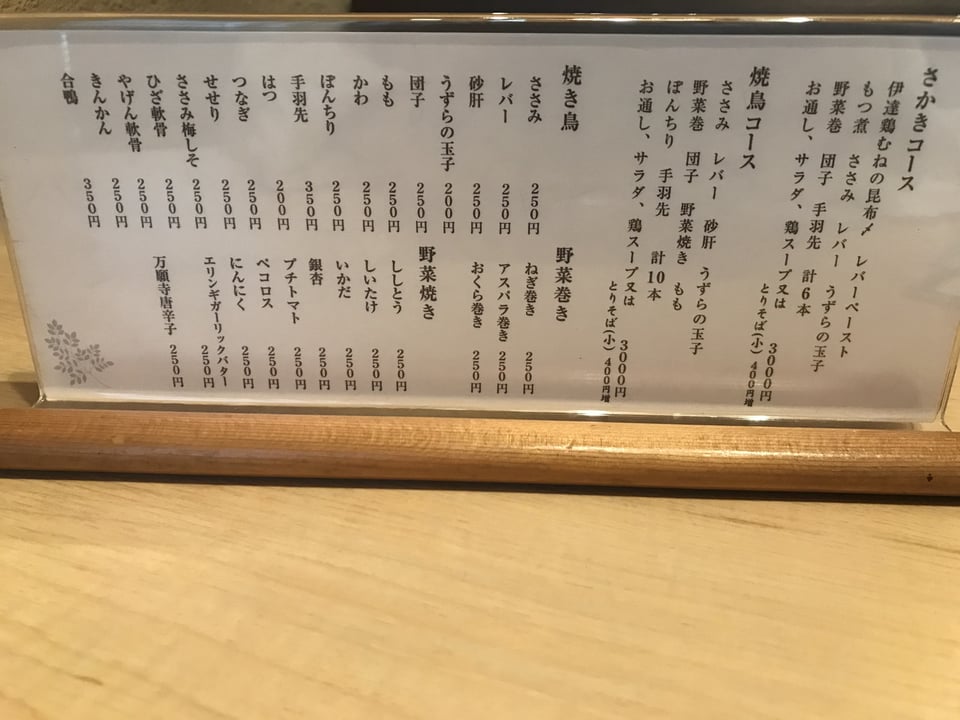 さかきコース
伊達鶏むねの昆布〆 レバーペースト
もつ煮 ささみ レバー うずらの玉子
野菜巻 団子 手羽先 計6本
お通し、サラダ、鶏スープ又は
とりそば(小) 400円増
3000円
焼鳥コース
ささみ レバー 砂肝 うずらの玉子
野菜巻 団子 野菜焼き もも
ぼんちり 手羽先 計10本
お通し、サラダ、鶏スープ又は
とりそば(小) 400円増
3000円
焼き鳥
ささみ 250円
レバー 250円
砂肝 250円
うずらの玉子 200円
団子 250円
もも 250円
かわ 250円
ぼんちり 250円
手羽先 350円
はつ 200円
つなぎ 250円
せせり 250円
ささみ梅しそ 250円
ひざ軟骨 250円
やげん軟骨 250円
きんかん 250円
合鴨 350円
野菜巻き
ねぎ巻き 250円
アスパラ巻き 250円
おくら巻き 250円
野菜焼き
ししとう 250円
しいたけ 250円
いかだ 250円
銀杏 250円
プチトマト 250円
ペコロス 250円
にんにく 250円
エリンギガーリックバター 250円
万願寺唐辛子 250円